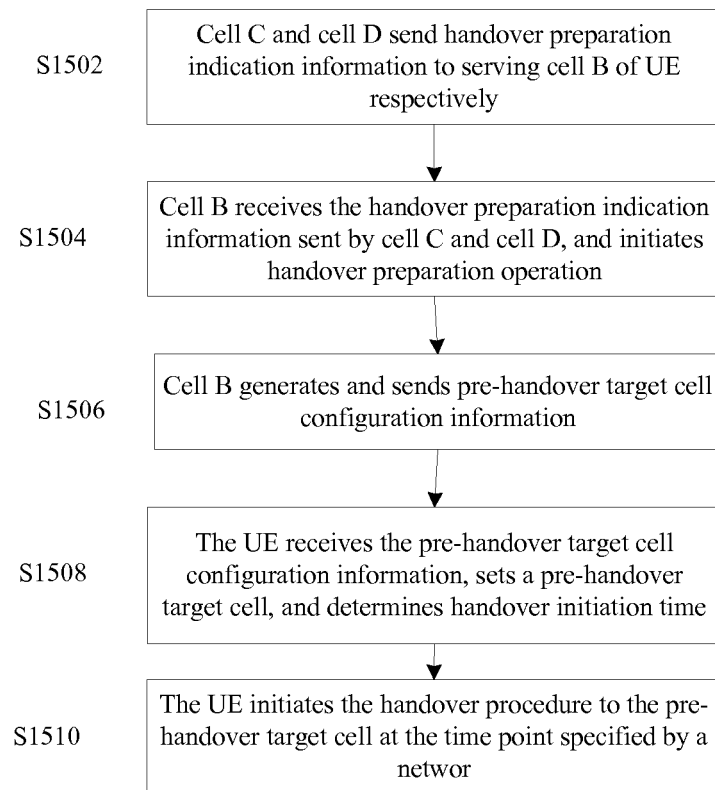 S1502
Cell C and cell D send handover preparation
indication information to serving cell B of UE
respectively
S1504
Cell B receives the handover preparation indication
information sent by cell C and cell D, and initiates
handover preparation operation
S1506
Cell B generates and sends pre-handover target cell
configuration information
S1508
The UE receives the pre-handover target cell
configuration information, sets a pre-handover
target cell, and determines handover initiation time
S1510
The UE initiates the handover procedure to the pre-
handover target cell at the time point specified by a
networ